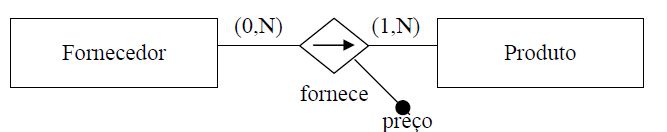 (0,N) (1,N)
Fornecedor Produto
fornece
preço